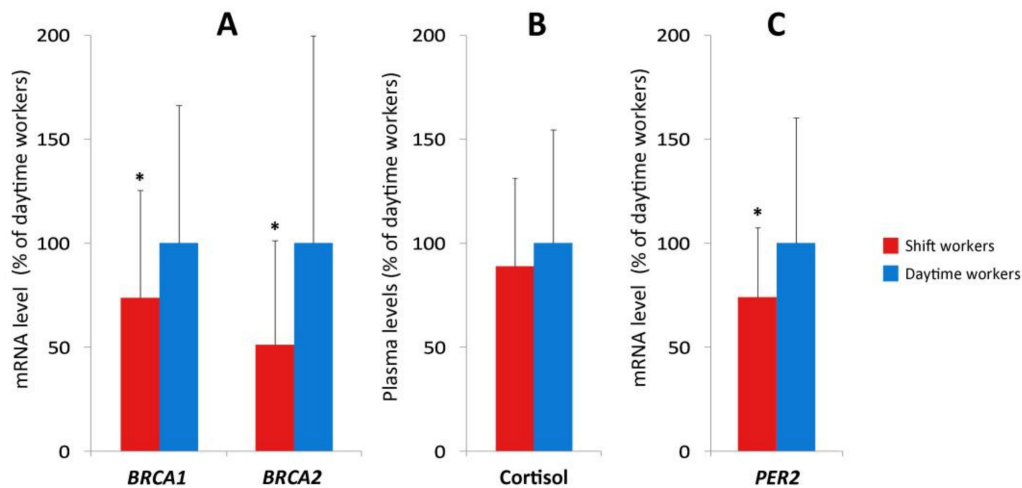 A
B
C
mRNA level (% of daytime workers)
200
150
100
50
0
*
*
BRCA1
BRCA2
Plasma levels (% of daytime workers)
200
150
100
50
0
Cortisol
mRNA level (% of daytime workers)
200
150
100
50
0
*
PER2
Shift workers
Daytime workers